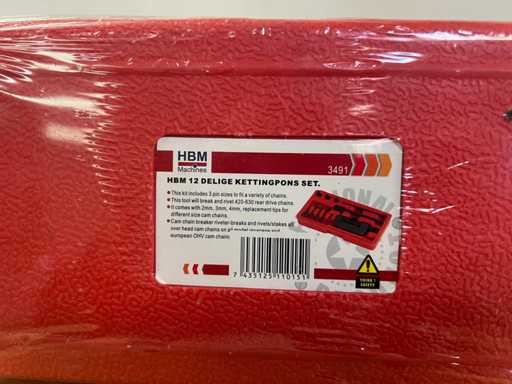 HBM
Machines
3491
HBM 12 DELIGE KETTINGPONS SET.
• This kit includes 3 pin sizes to fit a variety of chains.
• This tool will break and rivet 420-630 rear drive chains.
• It comes with 2mm, 3mm, 4mm, replacement tips for
different size cam chains.
• Cam chain breaker riveter-breaks and rivels/stakes all
over head cam chains on all
european OHV cam chains
7 435125 110151
THINK!
SAFETY